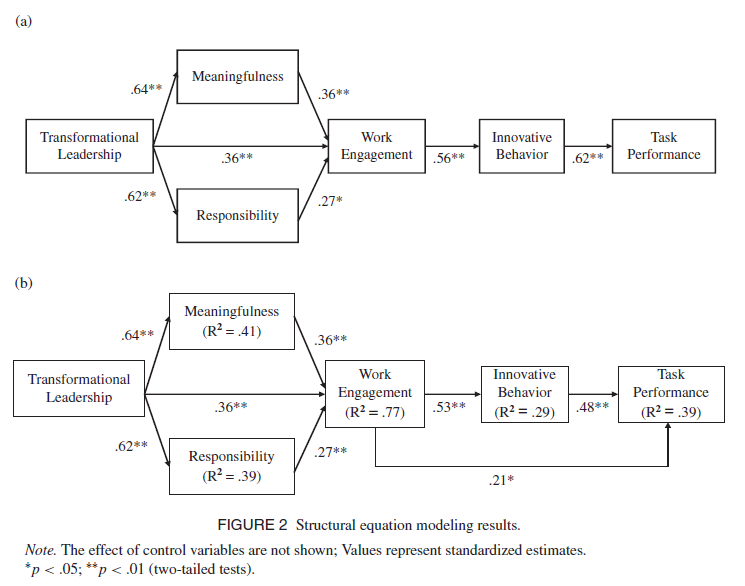 (a)
Meaningfulness
.64**
.36**
Transformational
Leadership
.36**
Work
Engagement
.56**
Innovative
Behavior
.62**
Task
Performance
.62**
Responsibility
.27*
(b)
Meaningfulness
(R² = .41)
.64**
.36**
Transformational
Leadership
.36**
Work
Engagement
(R² = .77)
.53**
Innovative
Behavior
(R² = .29)
.48**
Task
Performance
(R² = .39)
.62**
Responsibility
(R² = .39)
.27**
.21*
FIGURE 2 Structural equation modeling results.
Note. The effect of control variables are not shown; Values represent standardized estimates.
*p < .05; **p < .01 (two-tailed tests).